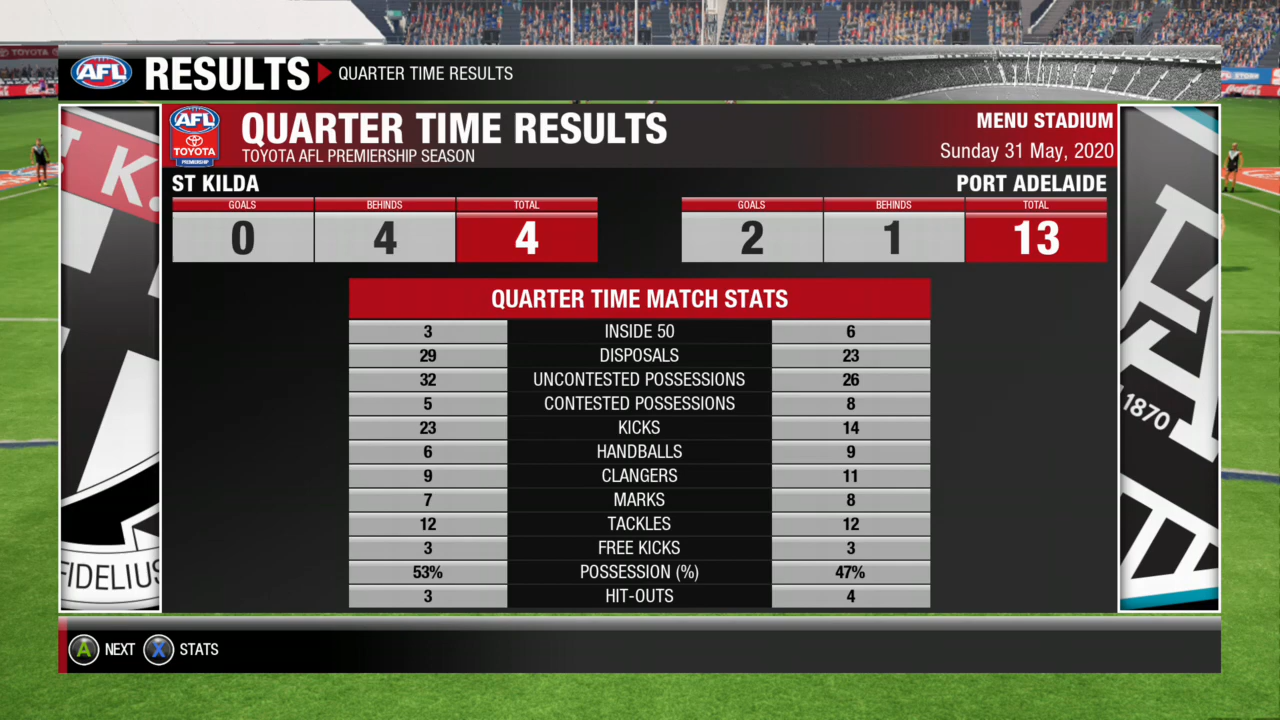 AFL RESULTS QUARTER TIME RESULTS
AFL TOYOTA PREMIERSHIP
QUARTER TIME RESULTS
TOYOTA AFL PREMIERSHIP SEASON
MENU STADIUM
Sunday 31 May, 2020
ST KILDA
GOALS BEHINDS TOTAL
0 4 4
PORT ADELAIDE
GOALS BEHINDS TOTAL
2 1 13
QUARTER TIME MATCH STATS
3 INSIDE 50 6
29 DISPOSALS 23
32 UNCONTESTED POSSESSIONS 26
5 CONTESTED POSSESSIONS 8
23 KICKS 14
6 HANDBALLS 9
9 CLANGERS 11
7 MARKS 8
12 TACKLES 12
3 FREE KICKS 3
53% POSSESSION (%) 47%
3 HIT-OUTS 4
K.
FIDELIUS
1870
A NEXT X STATS
TOYOTA